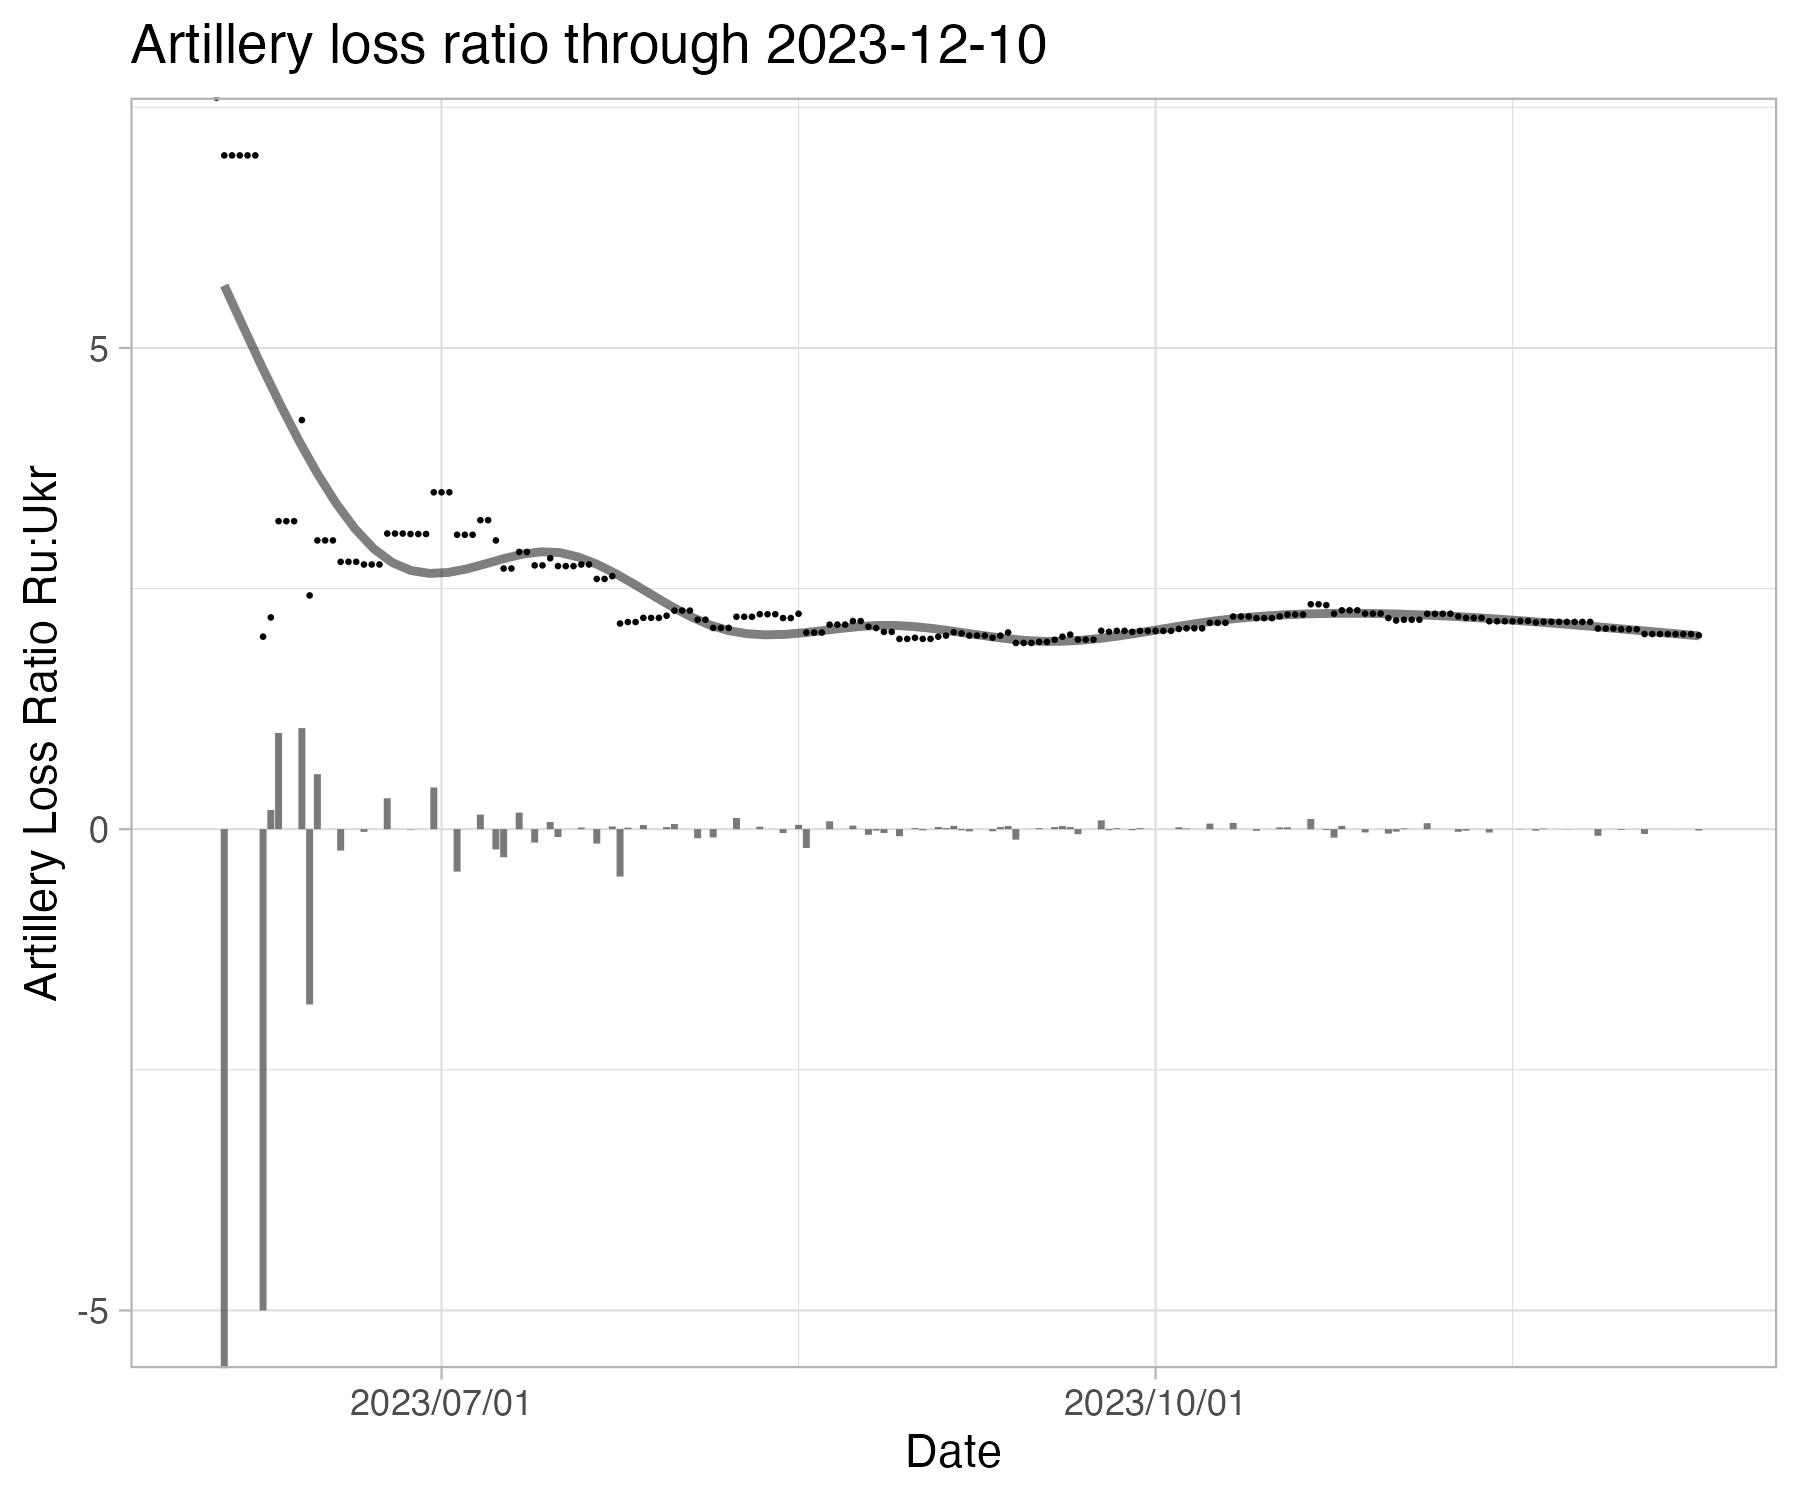 Artillery loss ratio through 2023-12-10
Artillery Loss Ratio Ru:Ukr
5
0
-5
2023/07/01
2023/10/01
Date